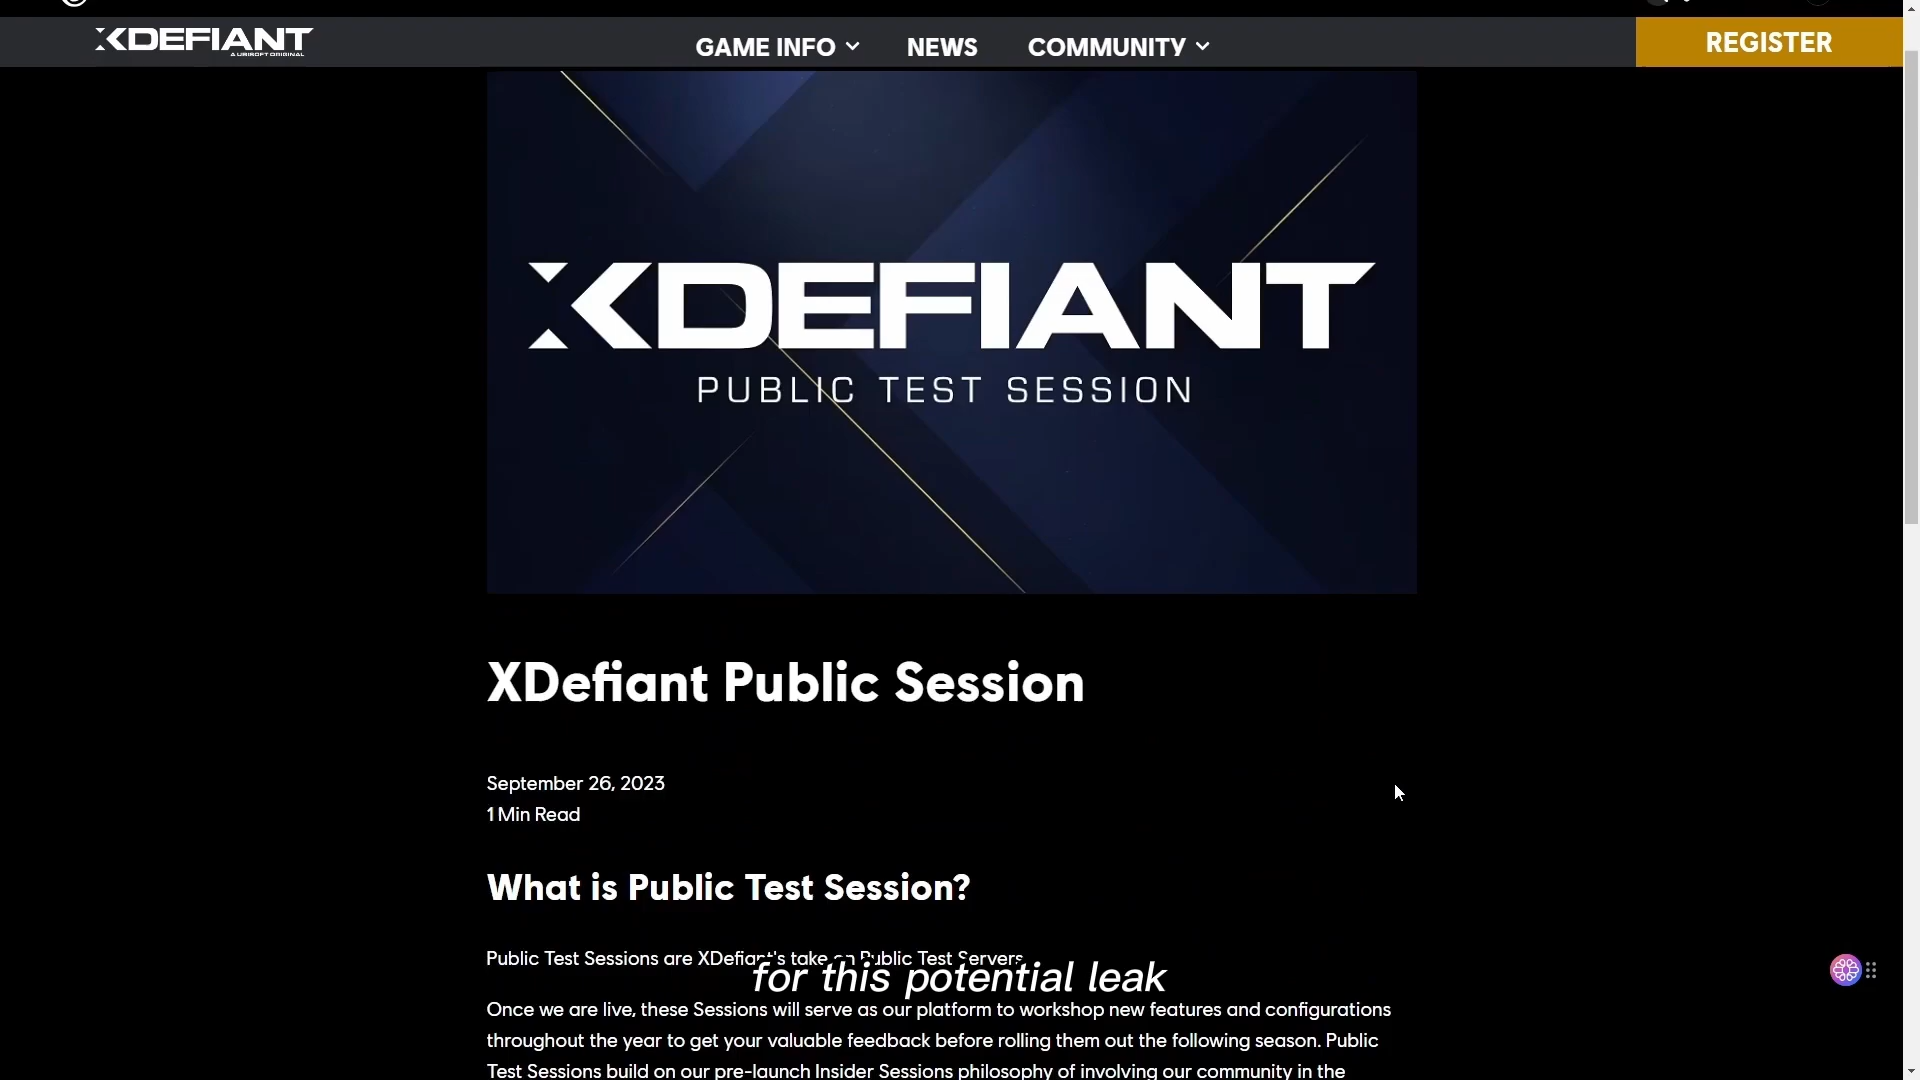 XDEFIANT
A UBISOFT ORIGINAL
GAME INFO
NEWS
COMMUNITY
REGISTER
XDEFIANT
PUBLIC TEST SESSION
XDefiant Public Session
September 26, 2023
1 Min Read
What is Public Test Session?
Public Test Sessions are XDefiant's take on Public Test Servers
for this potential leak
Once we are live, these Sessions will serve as our platform to workshop new features and configurations
throughout the year to get your valuable feedback before rolling them out the following season. Public
Test Sessions build on our pre-launch Insider Sessions philosophy of involving our community in the